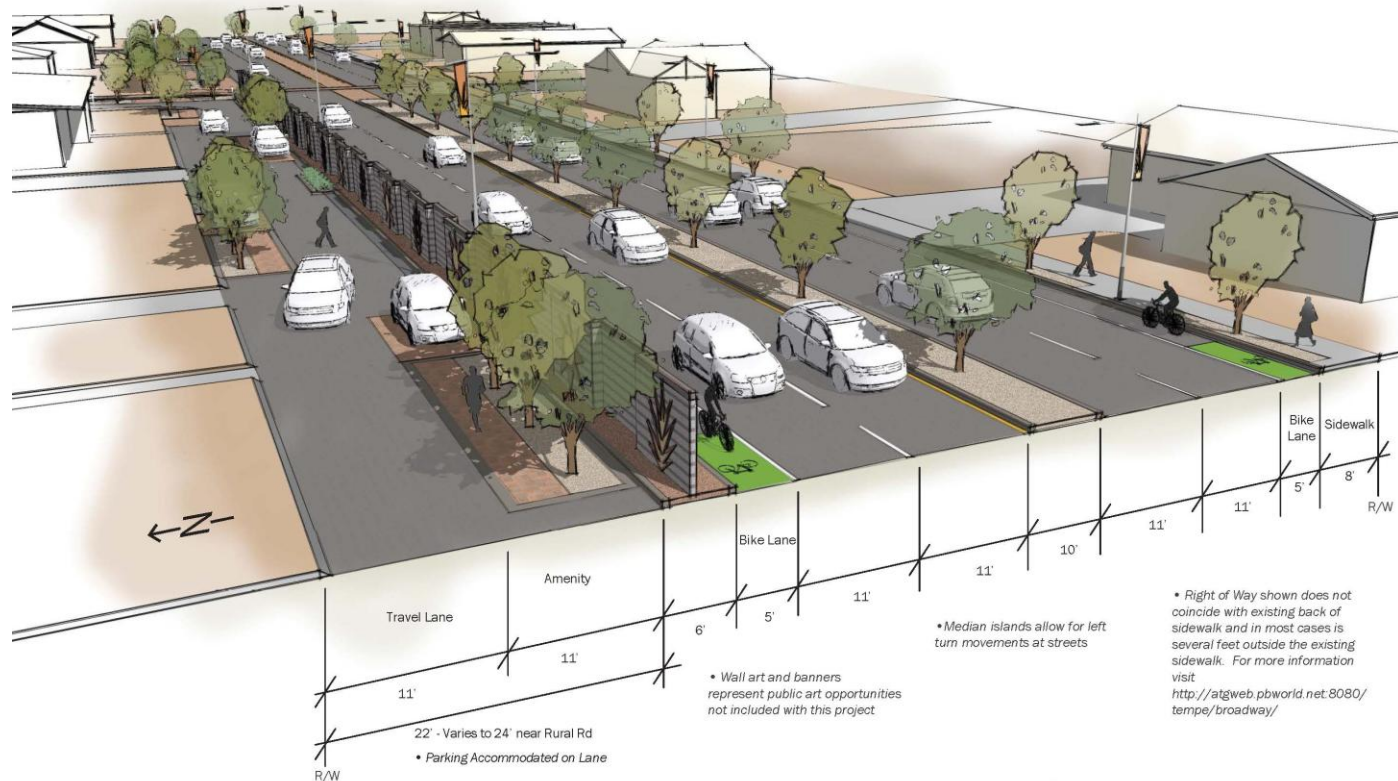 N
Bike
Lane
Sidewalk
5'
8'
R/W
11'
11'
10'
11'
11'
Bike Lane
5'
6'
Amenity
11'
Travel Lane
11'
22' - Varies to 24' near Rural Rd
• Parking Accommodated on Lane
R/W
• Wall art and banners
represent public art opportunities
not included with this project
•Median islands allow for left
turn movements at streets
• Right of Way shown does not
coincide with existing back of
sidewalk and in most cases is
several feet outside the existing
sidewalk. For more information
visit
http://atgweb.pbworld.net:8080/
tempe/broadway/